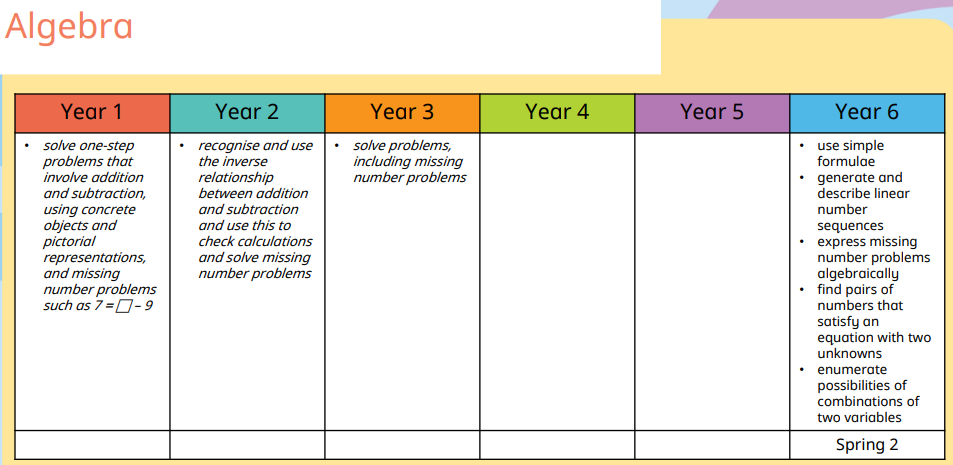 Algebra
Year 1
Year 2
Year 3
Year 4
Year 5
Year 6
• solve one-step
problems that
involve addition
and subtraction,
using concrete
objects and
pictorial
representations,
and missing
number problems
such as 7 = □ – 9
• recognise and use
the inverse
relationship
between addition
and subtraction
and use this to
check calculations
and solve missing
number problems
• solve problems,
including missing
number problems
• use simple
formulae
• generate and
describe linear
number
sequences
• express missing
number problems
algebraically
• find pairs of
numbers that
satisfy an
equation with two
unknowns
• enumerate
possibilities of
combinations of
two variables
Spring 2